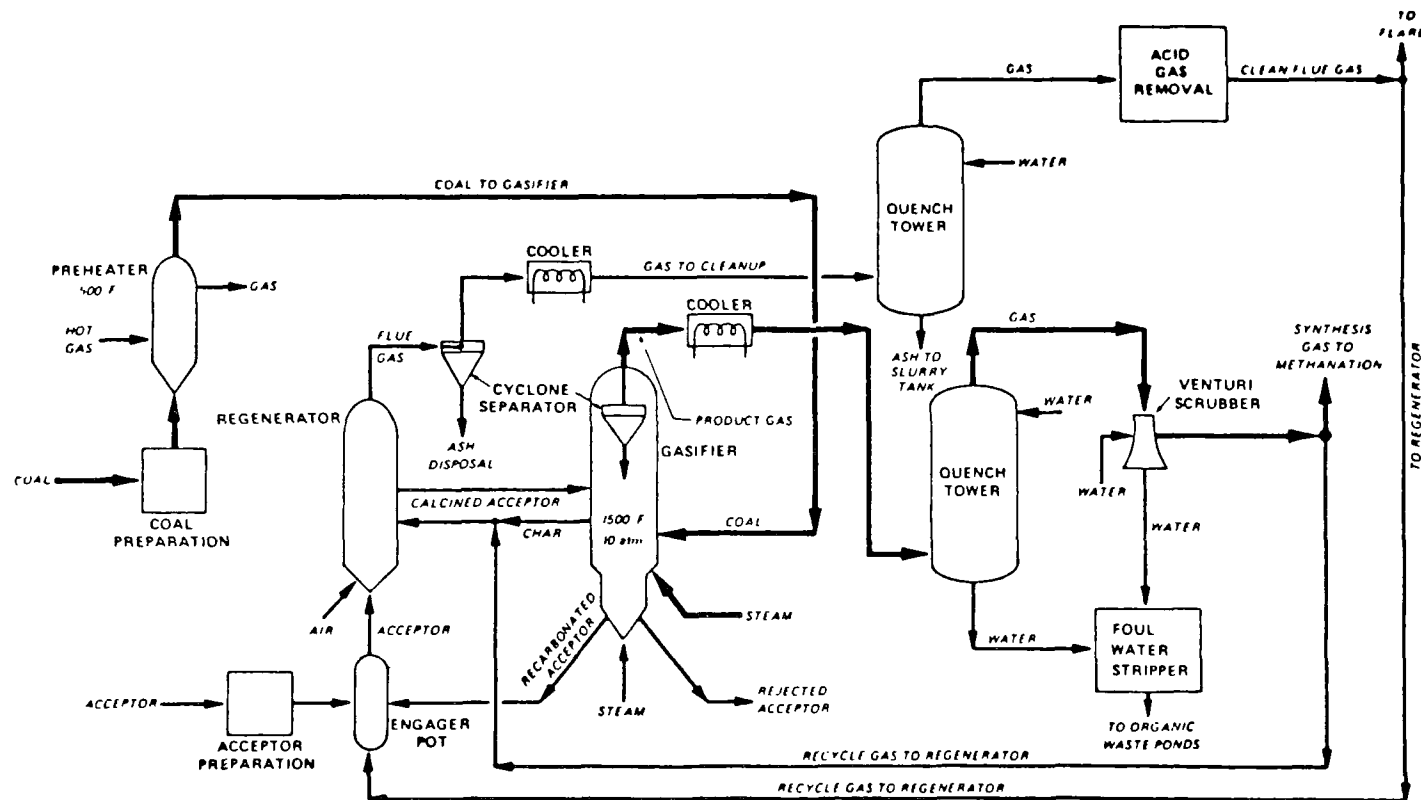 TO
FLARE
ACID
GAS
REMOVAL
GAS
CLEAN FLUE GAS
WATER
QUENCH
TOWER
COAL TO GASIFIER
COOLER
GAS TO CLEANUP
PREHEATER
500 F
GAS
HOT
GAS
COOLER
GAS
SYNTHESIS
GAS TO
METHANATION
FLUE
GAS
ASH TO
SLURRY
TANK
TO REGENERATOR
CYCLONE
SEPARATOR
VENTURI
SCRUBBER
REGENERATOR
PRODUCT GAS
WATER
ASH
DISPOSAL
GASIFIER
QUENCH
TOWER
COAL
WATER
CALCINED ACCEPTOR
1500 F
10 atm
COAL
CHAR
WATER
COAL
PREPARATION
AIR
ACCEPTOR
RECARBONATED
ACCEPTOR
STEAM
WATER
FOUL
WATER
STRIPPER
ACCEPTOR
STEAM
REJECTED
ACCEPTOR
ENGAGER
POT
TO ORGANIC
WASTE PONDS
ACCEPTOR
PREPARATION
RECYCLE GAS TO REGENERATOR
RECYCLE GAS TO REGENERATOR